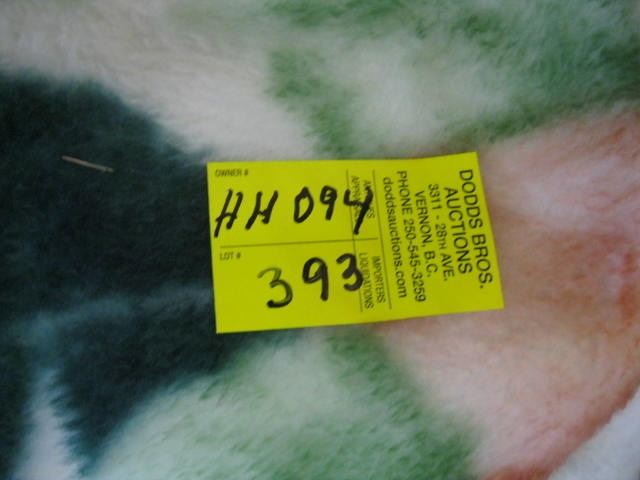 OWNER #
HH 094
LOT #
393
DODDS BROS.
AUCTIONS
3311 - 28TH AVE.
VERNON, B.C.
PHONE 250-545-3259
doddsauctions.com
IMPORTERS
LIQUIDATIONS